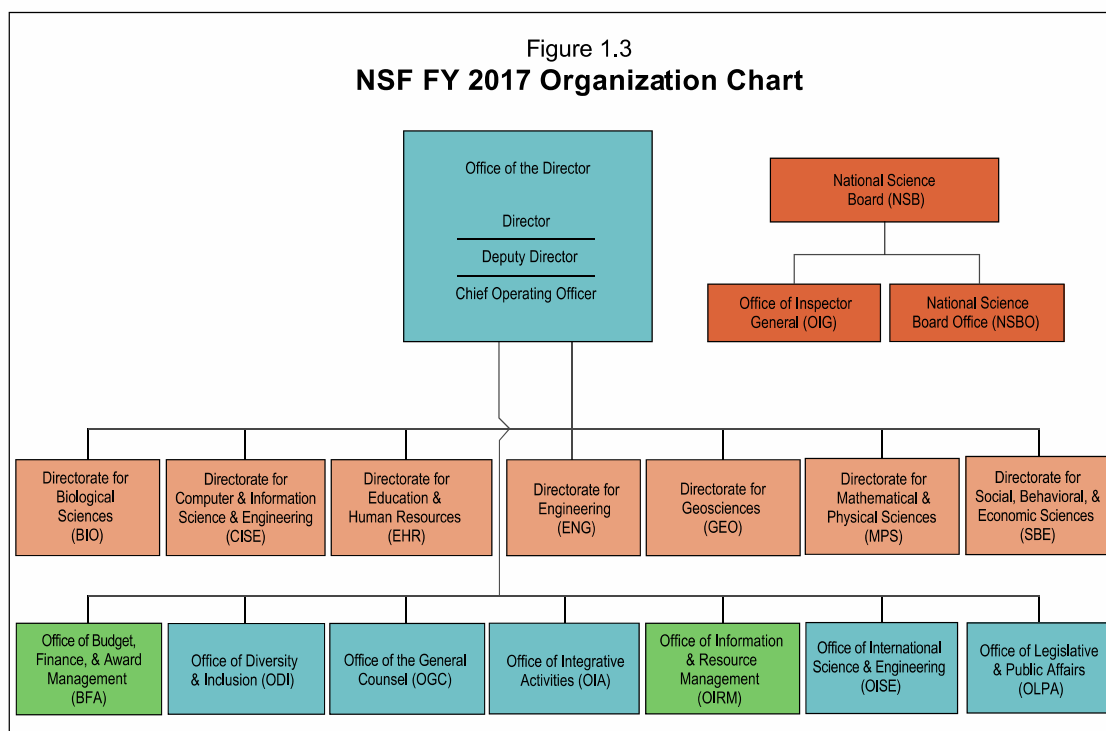 Figure 1.3
NSF FY 2017 Organization Chart
Office of the Director
Director
Deputy Director
Chief Operating Officer
National Science
Board (NSB)
Office of Inspector
General (OIG)
National Science
Board Office (NSBO)
Directorate for
Biological
Sciences
(BIO)
Directorate for
Computer & Information
Science & Engineering
(CISE)
Directorate for
Education &
Human Resources
(EHR)
Directorate for
Engineering
(ENG)
Directorate for
Geosciences
(GEO)
Directorate for
Mathematical &
Physical Sciences
(MPS)
Directorate for
Social, Behavioral, &
Economic Sciences
(SBE)
Office of Budget,
Finance, & Award
Management
(BFA)
Office of Diversity
& Inclusion (ODI)
Office of the General
Counsel (OGC)
Office of Integrative
Activities (OIA)
Office of Information
& Resource
Management
(OIRM)
Office of International
Science & Engineering
(OISE)
Office of Legislative
& Public Affairs
(OLPA)